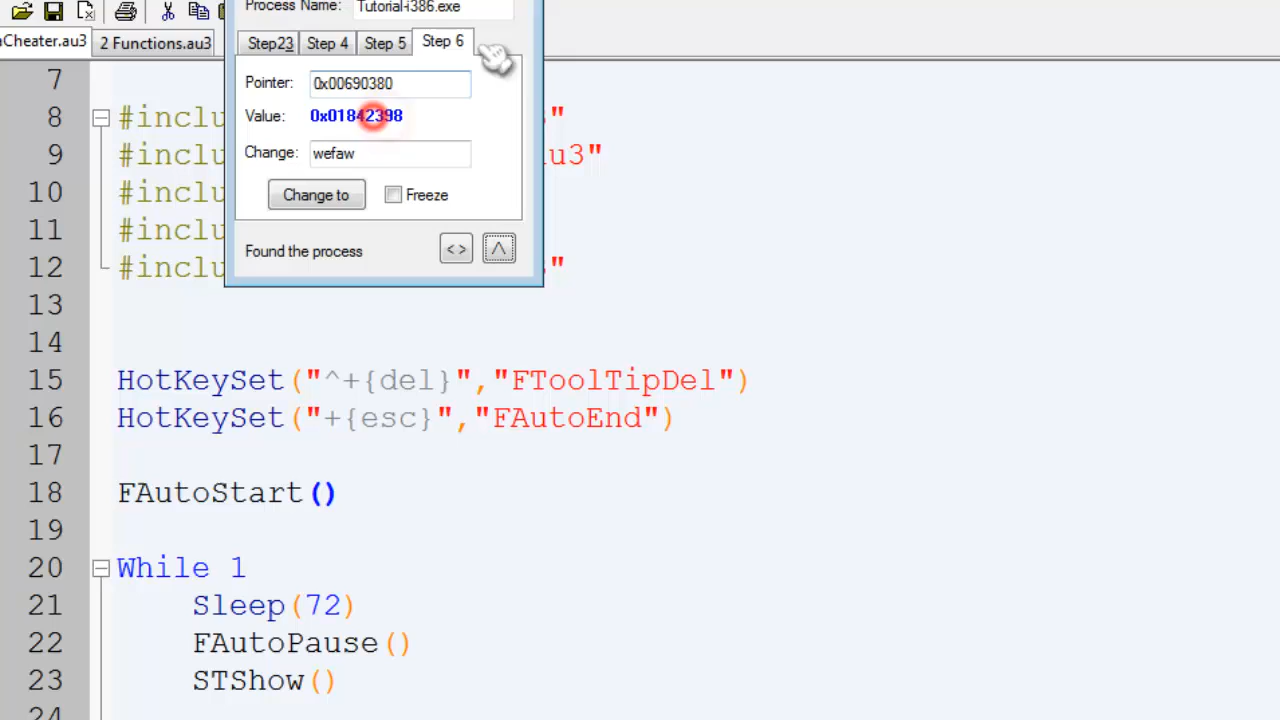 Process Name: Tutorial-i386.exe
Cheater.au3 2 Functions.au3
Step23 Step 4 Step 5 Step 6
7
Pointer: 0x00690380
8 #inclu "
Value: 0x01842398
9 #inclu au3"
Change: wefaw
10 #inclu
Change to Freeze
11 #inclu
Found the process <> /\
12 #inclu "
13
14
15 HotKeySet("^+{del}","FToolTipDel")
16 HotKeySet("+{esc}","FAutoEnd")
17
18 FAutoStart()
19
20 While 1
21 Sleep(72)
22 FAutoPause()
23 STShow()
24